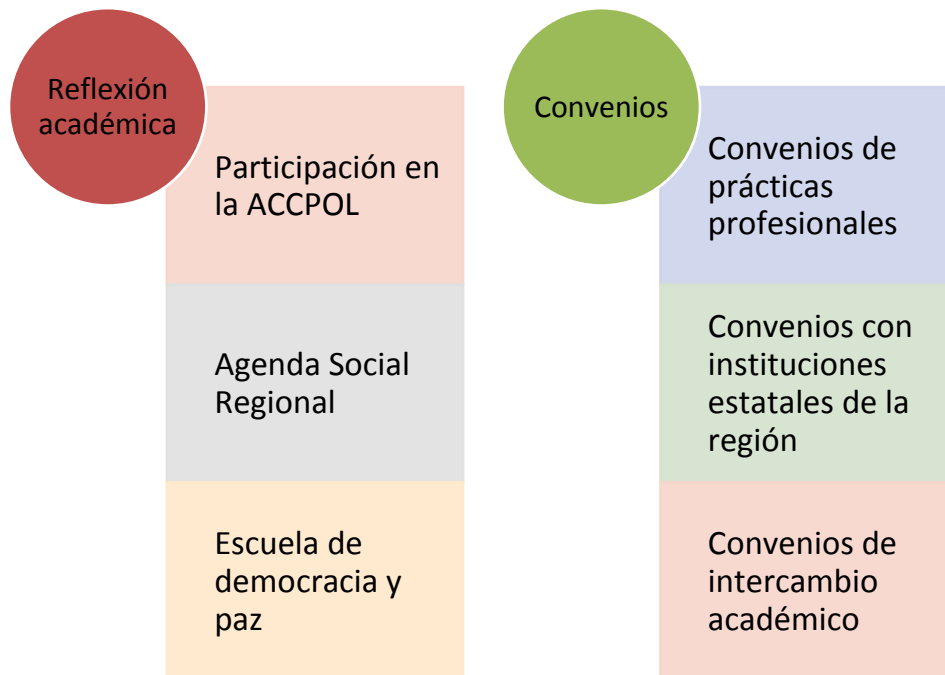 Reflexión
académica
Participación en
la ACCPOL
Agenda Social
Regional
Escuela de
democracia y
paz
Convenios
Convenios de
prácticas
profesionales
Convenios con
instituciones
estatales de la
región
Convenios de
intercambio
académico